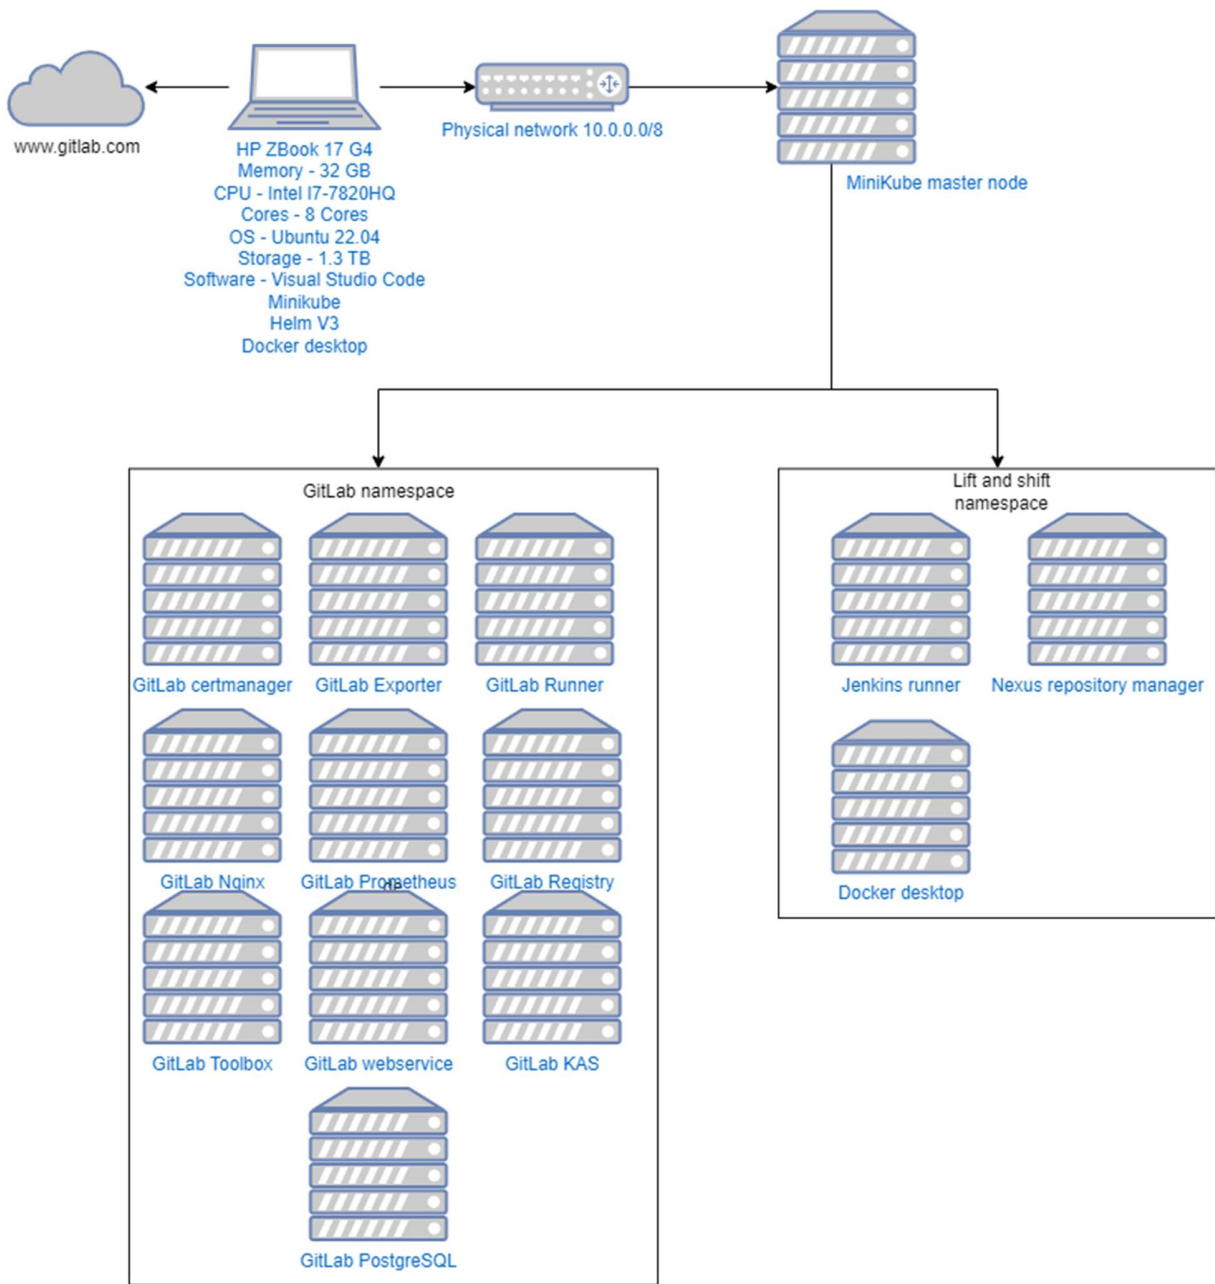 www.gitlab.com
HP ZBook 17 G4
Memory - 32 GB
CPU - Intel I7-7820HQ
Cores - 8 Cores
OS - Ubuntu 22.04
Storage - 1.3 TB
Software - Visual Studio Code
Minikube
Helm V3
Docker desktop
Physical network 10.0.0.0/8
MiniKube master node
GitLab namespace
GitLab certmanager
GitLab Exporter
GitLab Runner
GitLab Nginx
GitLab Prometheus
GitLab Registry
GitLab Toolbox
GitLab webservice
GitLab KAS
GitLab PostgreSQL
Lift and shift
namespace
Jenkins runner
Nexus repository manager
Docker desktop